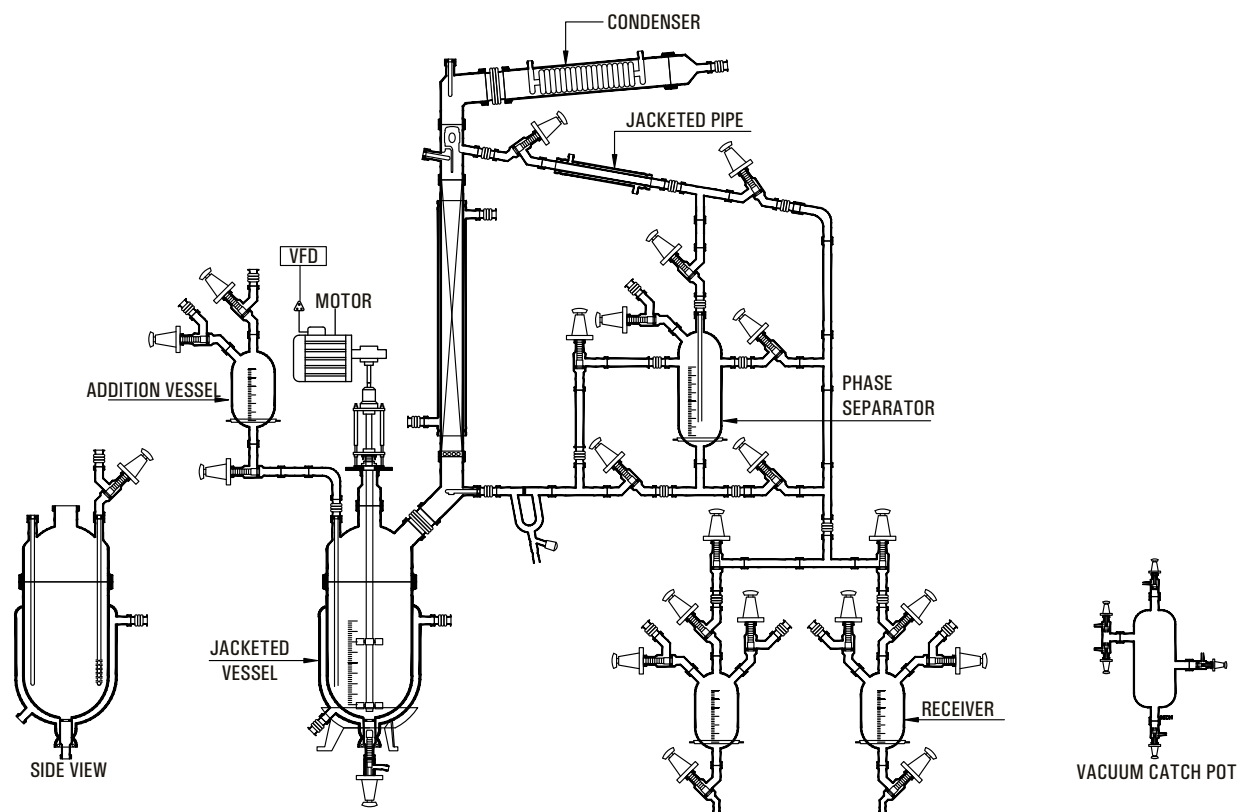 CONDENSER
JACKETED PIPE
VFD
MOTOR
ADDITION VESSEL
PHASE
SEPARATOR
JACKETED
VESSEL
RECEIVER
SIDE VIEW
VACUUM CATCH POT